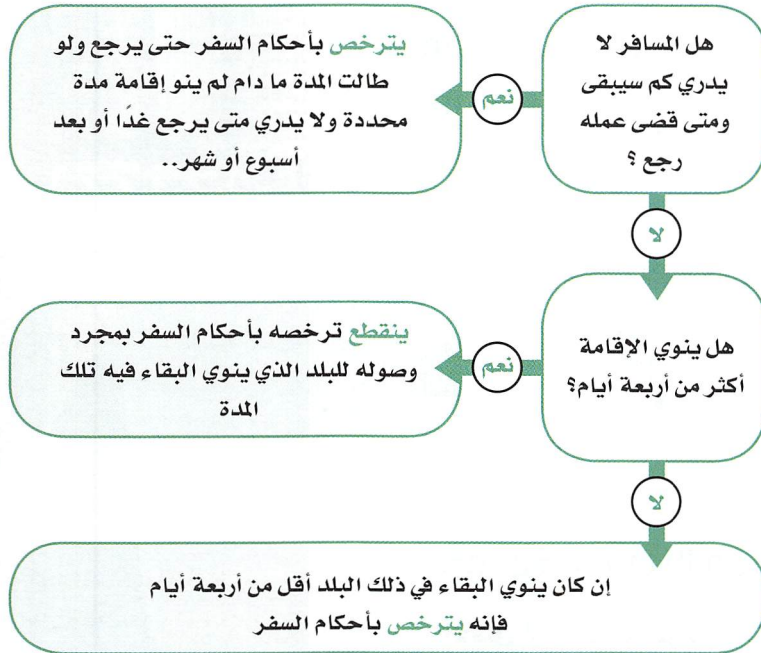 هل المسافر لا
يدري كم سيبقى
ومتى قضى عمله
رجع ؟
نعم
يترخص بأحكام السفر حتى يرجع ولو
طالت المدة ما دام لم ينو إقامة مدة
محددة ولا يدري متى يرجع غدًا أو بعد
أسبوع أو شهر..
لا
هل ينوي الإقامة
أكثر من أربعة أيام؟
نعم
ينقطع ترخصه بأحكام السفر بمجرد
وصوله للبلد الذي ينوي البقاء فيه تلك
المدة
لا
إن كان ينوي البقاء في ذلك البلد أقل من أربعة أيام
فإنه يترخص بأحكام السفر